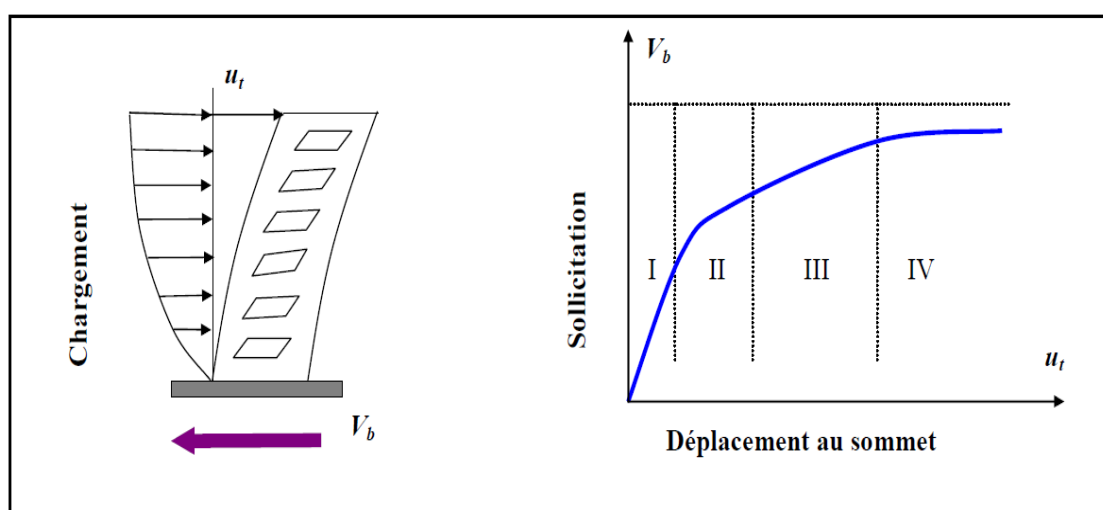 u_t
Chargement
V_b
V_b
Sollicitation
I
II
III
IV
u_t
Déplacement au sommet